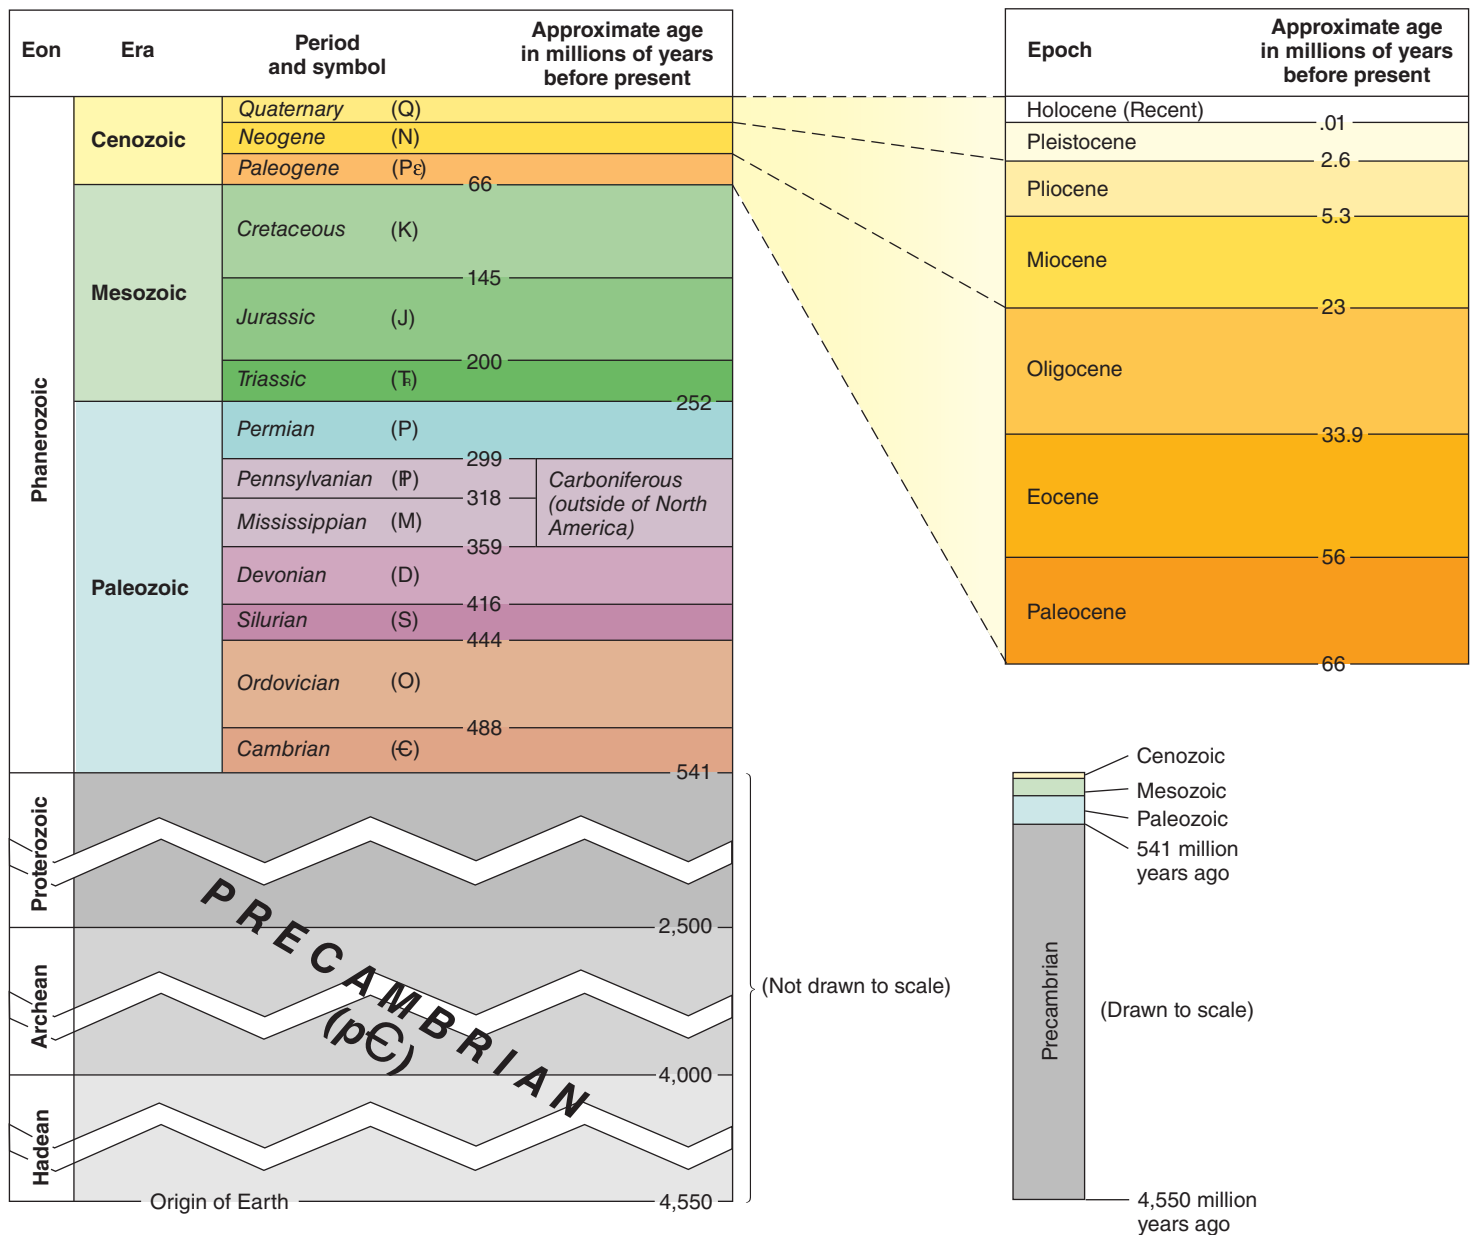 Eon
Era
Period
and symbol
Approximate age
in millions of years
before present
Phanerozoic
Cenozoic
Quaternary (Q)
Neogene (N)
Paleogene (Pε)
66
Mesozoic
Cretaceous (K)
145
Jurassic (J)
200
Triassic (TR)
252
Paleozoic
Permian (P)
299
Pennsylvanian (IP)
318
Mississippian (M)
Carboniferous
(outside of North
America)
359
Devonian (D)
416
Silurian (S)
444
Ordovician (O)
488
Cambrian (Є)
541
Proterozoic
2,500
Archean
4,000
Hadean
PRECAMBRIAN
(pЄ)
Origin of Earth
4,550
(Not drawn to scale)
Epoch
Approximate age
in millions of years
before present
Holocene (Recent)
.01
Pleistocene
2.6
Pliocene
5.3
Miocene
23
Oligocene
33.9
Eocene
56
Paleocene
66
Cenozoic
Mesozoic
Paleozoic
541 million
years ago
Precambrian
(Drawn to scale)
4,550 million
years ago